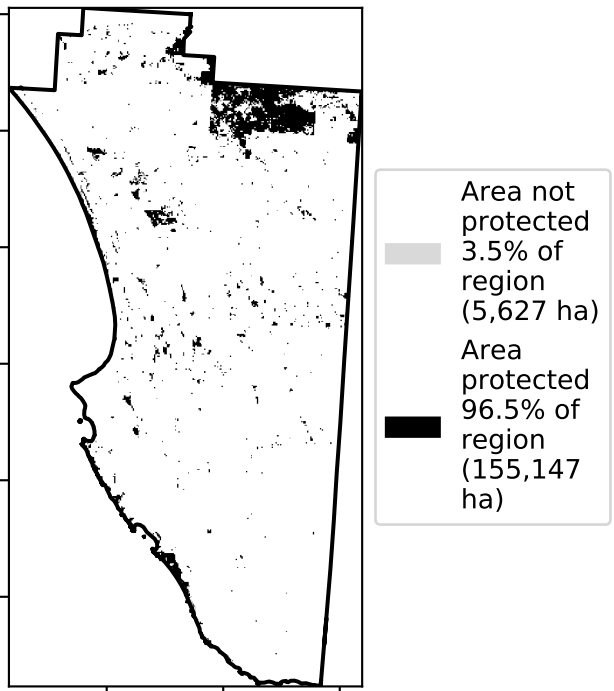 Area not
protected
3.5% of
region
(5,627 ha)
Area
protected
96.5% of
region
(155,147
ha)